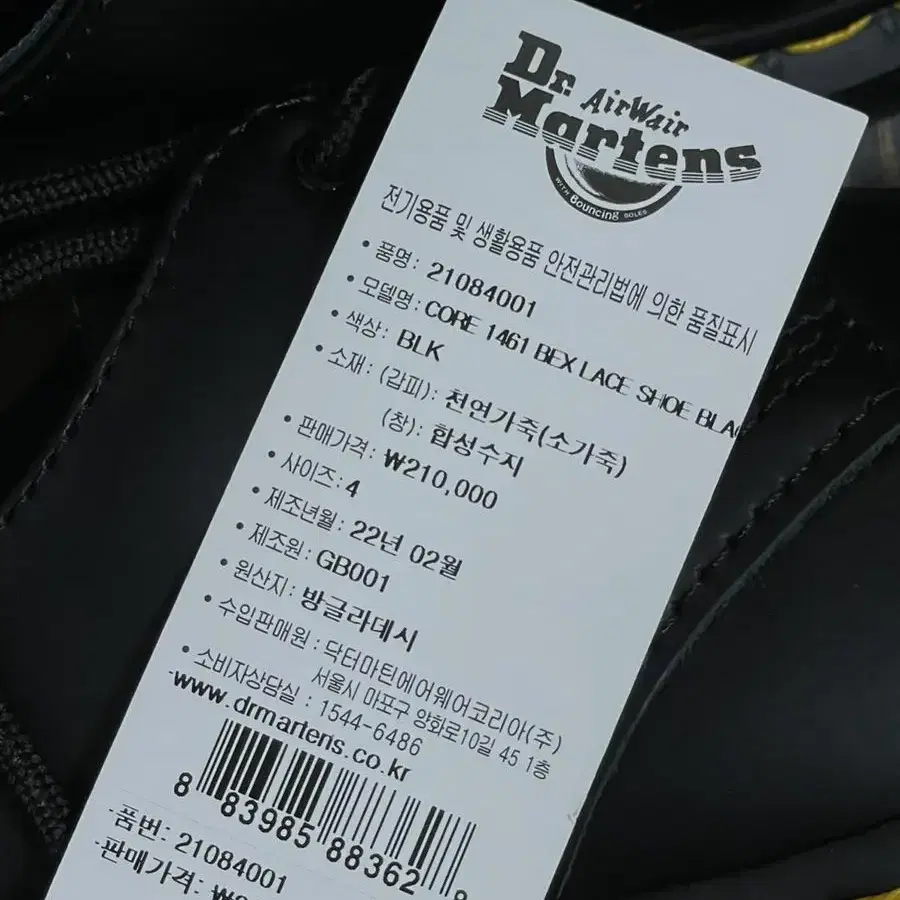 Dr. AirWair
Martens
WITH Bouncing SOLES
전기용품 및 생활용품 안전관리법에 의한 품질표시
• 품명: 21084001
• 모델명: CORE 1461 BEX LACE SHOE BLA
• 색상: BLK
• 소재: (갑피): 천연가죽(소가죽)
(창): 합성수지
• 판매가격: ₩210,000
• 사이즈: 4
• 제조년월: 22년 02월
• 제조원: GB001
• 원산지: 방글라데시
• 수입판매원: 닥터마틴에어웨어코리아(주)
서울시 마포구 양화로10길 45 1층
• 소비자상담실: 1544-6486
-www.drmartens.co.kr
8 83985 88362
-품번: 21084001
-판매가격: ₩